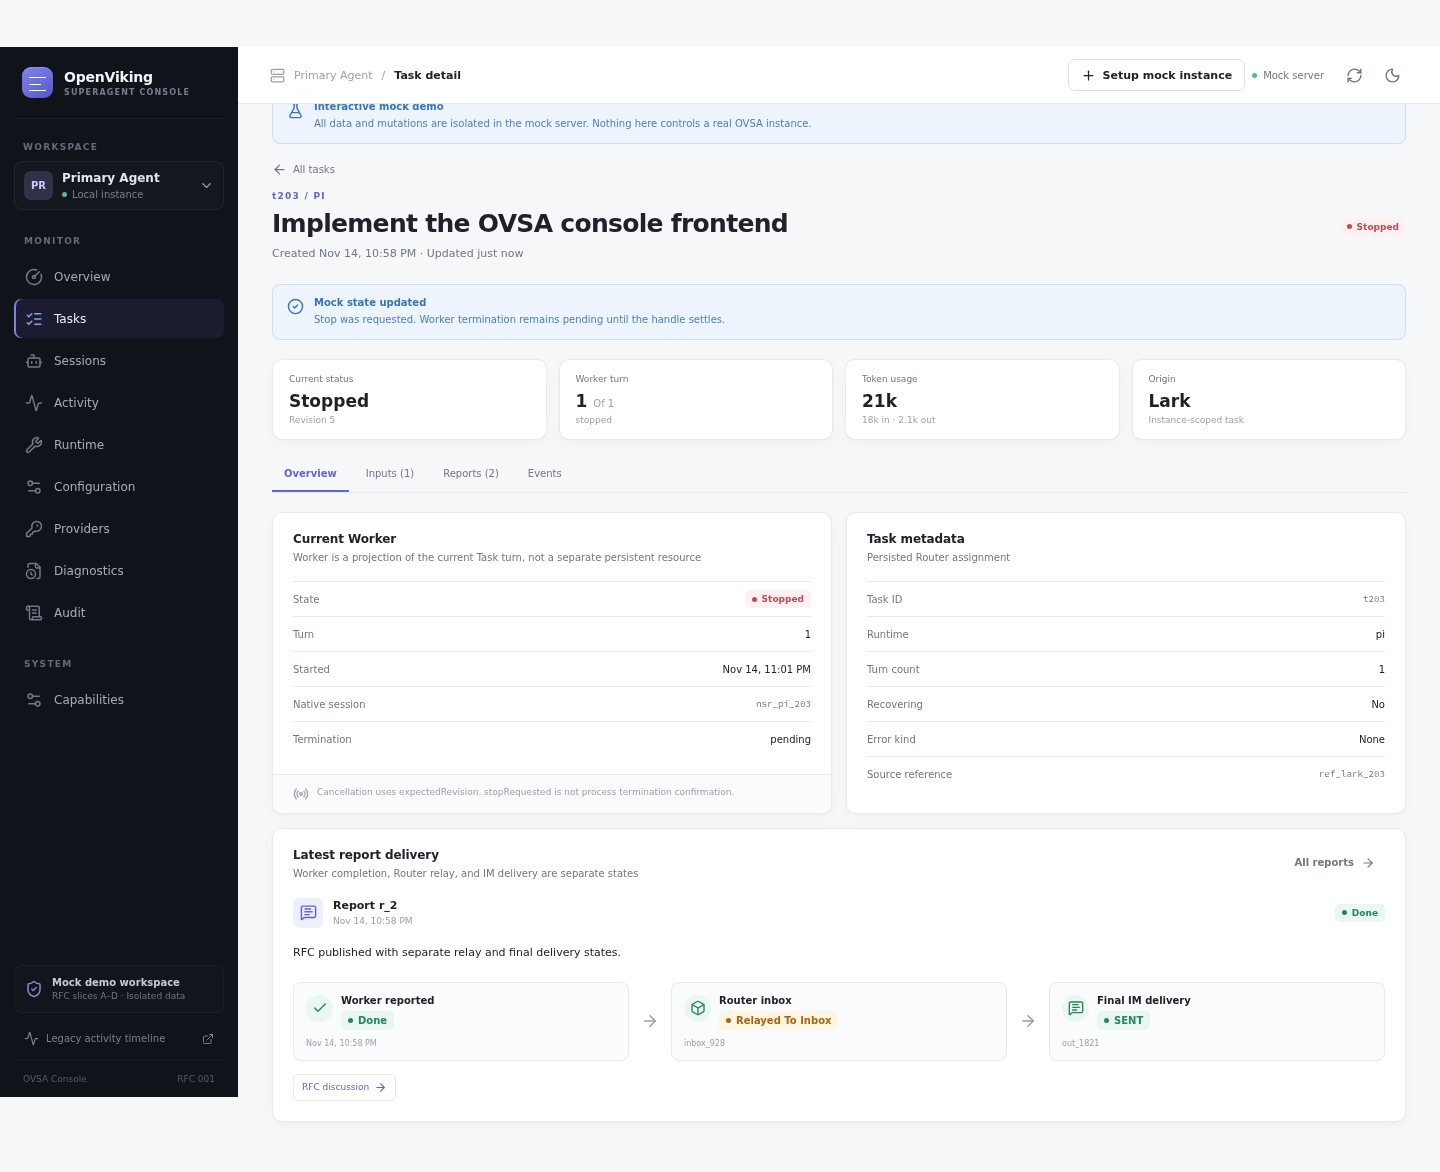 OpenViking
SUPERAGENT CONSOLE
WORKSPACE
PR
Primary Agent
Local instance
MONITOR
Overview
Tasks
Sessions
Activity
Runtime
Configuration
Providers
Diagnostics
Audit
SYSTEM
Capabilities
Mock demo workspace
RFC slices A–D · Isolated data
Legacy activity timeline
OVSA Console RFC 001
Primary Agent / Task detail
Setup mock instance
Mock server
Interactive mock demo
All data and mutations are isolated in the mock server. Nothing here controls a real OVSA instance.
All tasks
t203 / PI
Implement the OVSA console frontend
Stopped
Created Nov 14, 10:58 PM · Updated just now
Mock state updated
Stop was requested. Worker termination remains pending until the handle settles.
Current status
Stopped
Revision 5
Worker turn
1 Of 1
stopped
Token usage
21k
18k in · 2.1k out
Origin
Lark
Instance-scoped task
Overview Inputs (1) Reports (2) Events
Current Worker
Worker is a projection of the current Task turn, not a separate persistent resource
State Stopped
Turn 1
Started Nov 14, 11:01 PM
Native session nsr_pi_203
Termination pending
Cancellation uses expectedRevision. stopRequested is not process termination confirmation.
Task metadata
Persisted Router assignment
Task ID t203
Runtime pi
Turn count 1
Recovering No
Error kind None
Source reference ref_lark_203
Latest report delivery
Worker completion, Router relay, and IM delivery are separate states
All reports
Report r_2
Nov 14, 10:58 PM
Done
RFC published with separate relay and final delivery states.
Worker reported
Done
Nov 14, 10:58 PM
Router inbox
Relayed To Inbox
inbox_928
Final IM delivery
SENT
out_1821
RFC discussion